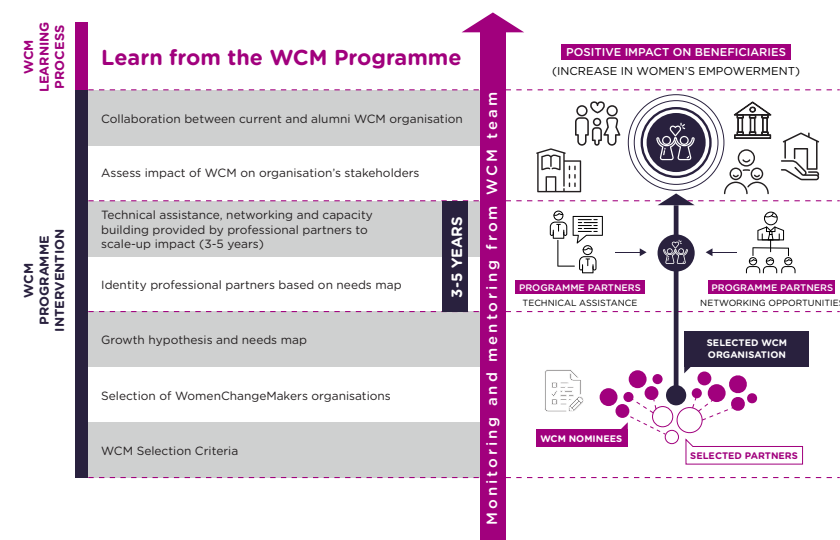 WCM
LEARNING
PROCESS
Learn from the WCM Programme
WCM
PROGRAMME
INTERVENTION
Collaboration between current and alumni WCM organisation
Assess impact of WCM on organisation's stakeholders
Technical assistance, networking and capacity
building provided by professional partners to
scale-up impact (3-5 years)
Identity professional partners based on needs map
3-5 YEARS
Growth hypothesis and needs map
Selection of WomenChangeMakers organisations
WCM Selection Criteria
Monitoring and mentoring from WCM team
POSITIVE IMPACT ON BENEFICIARIES
(INCREASE IN WOMEN'S EMPOWERMENT)
PROGRAMME PARTNERS
TECHNICAL ASSISTANCE
PROGRAMME PARTNERS
NETWORKING OPPORTUNITIES
SELECTED WCM
ORGANISATION
WCM NOMINEES
SELECTED PARTNERS